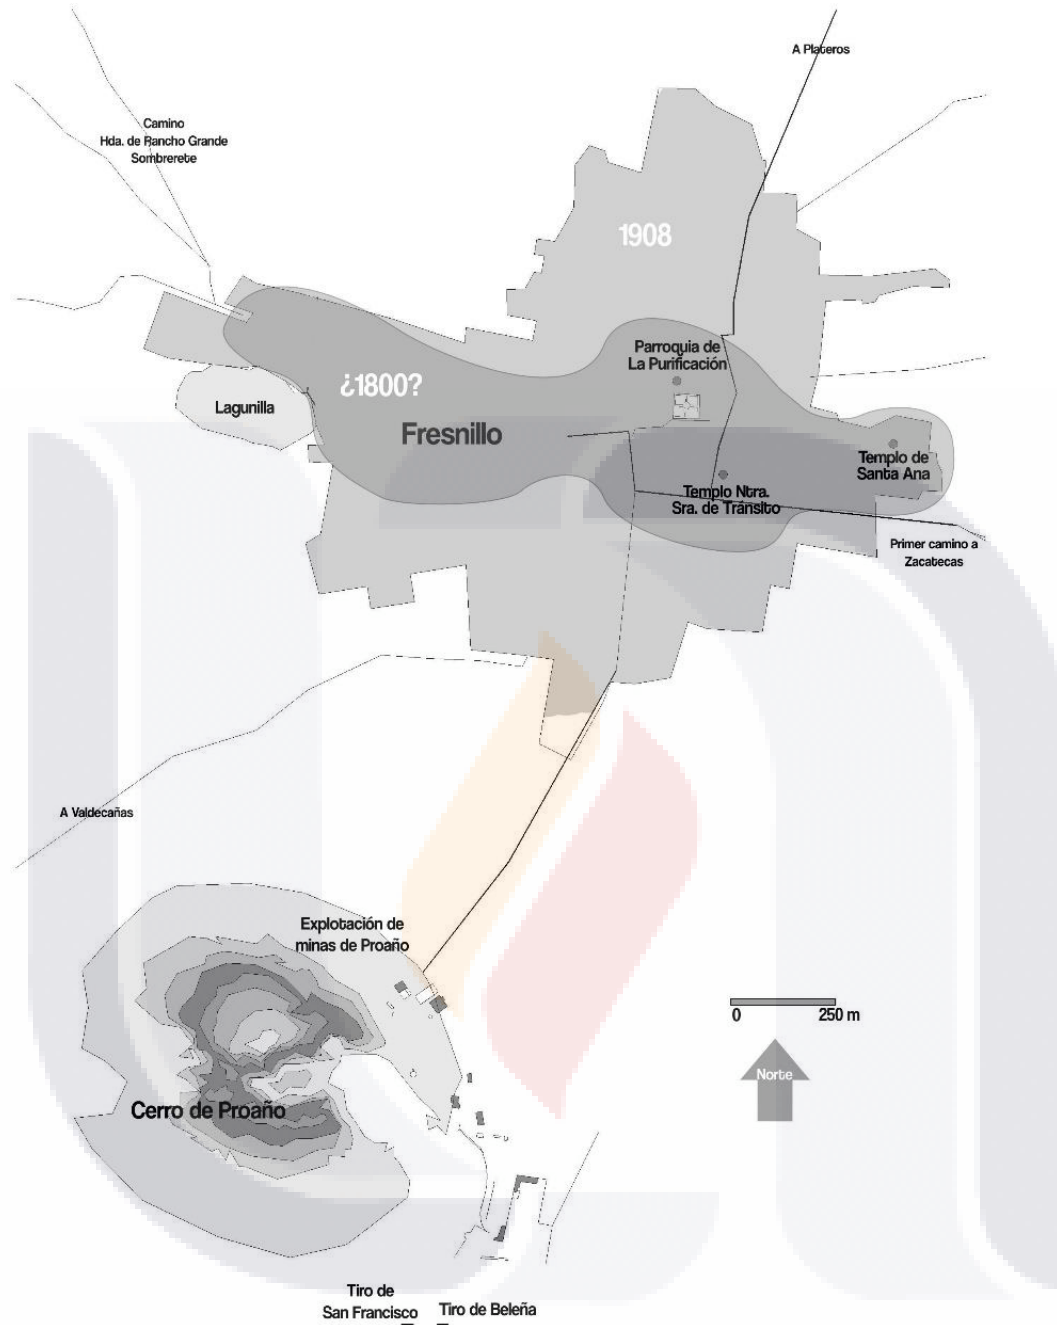 A Plateros
Camino
Hda. de Rancho Grande
Sombrerete
1908
Parroquia de
La Purificación
¿1800?
Lagunilla
Fresnillo
Templo de
Santa Ana
Templo Ntra.
Sra. de Tránsito
Primer camino a
Zacatecas
A Valdecañas
Explotación de
minas de Proaño
0 250 m
Norte
Cerro de Proaño
Tiro de
San Francisco
Tiro de Beleña